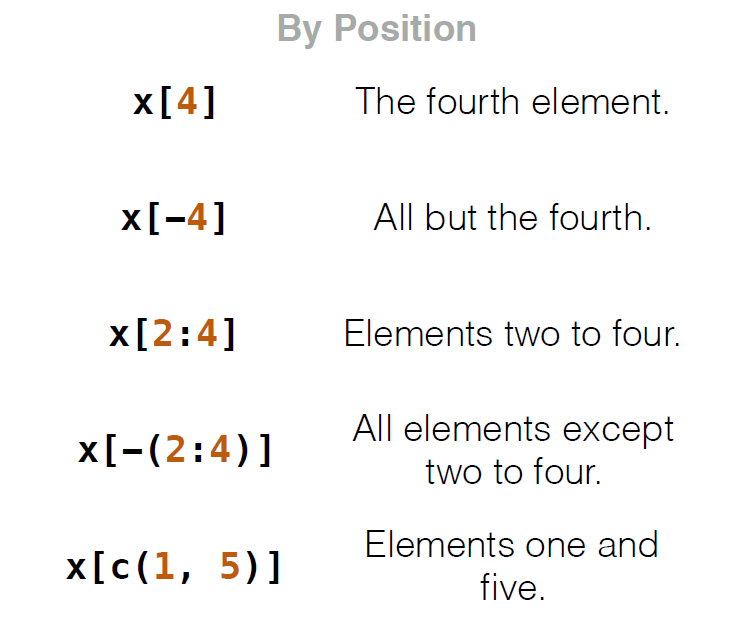 By Position
x[4] The fourth element.
x[−4] All but the fourth.
x[2:4] Elements two to four.
x[−(2:4)] All elements except
two to four.
x[c(1, 5)] Elements one and
five.